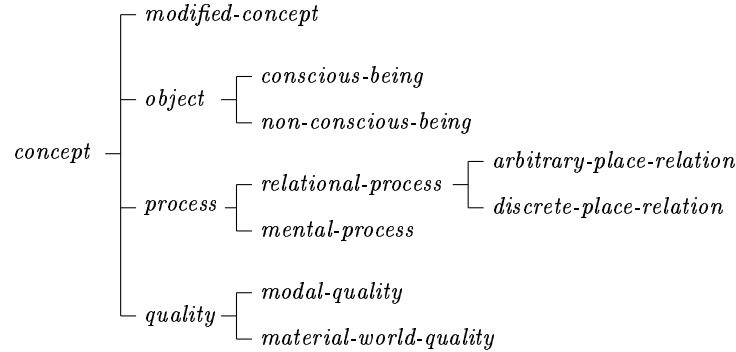 modified-concept
conscious-being
object
non-conscious-being
concept
arbitrary-place-relation
relational-process
process
discrete-place-relation
mental-process
modal-quality
quality
material-world-quality